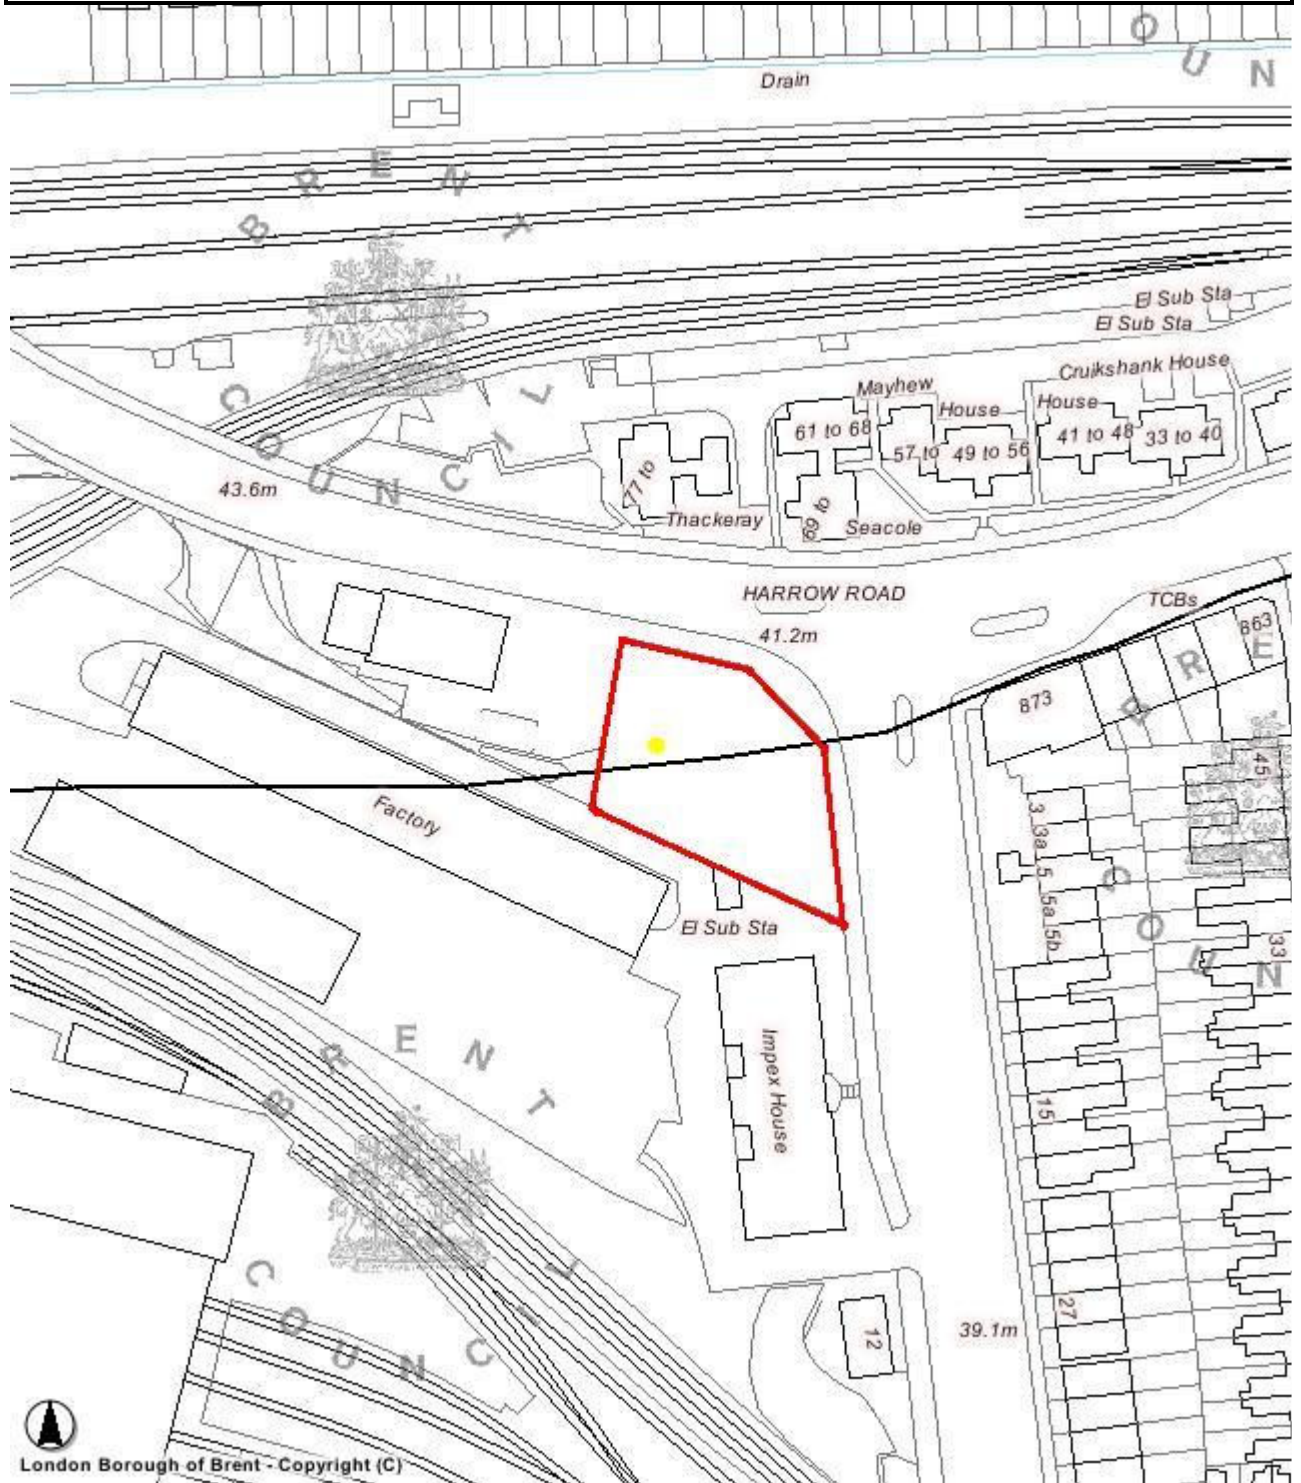 Drain
El Sub Sta
El Sub Sta
Cruikshank House
Mayhew
House
House
61 to 68
57 to
49 to 56
41 to 48
33 to 40
77 to
69 to
Thackeray
Seacole
43.6m
HARROW ROAD
41.2m
TCBs
863
873
45
Factory
3
3a
5
5a
5b
El Sub Sta
33
Impex House
15
27
12
39.1m
BRENT
COUNCIL
BRENT
COUNCIL
BRE
COUN
OUN
London Borough of Brent - Copyright (C)